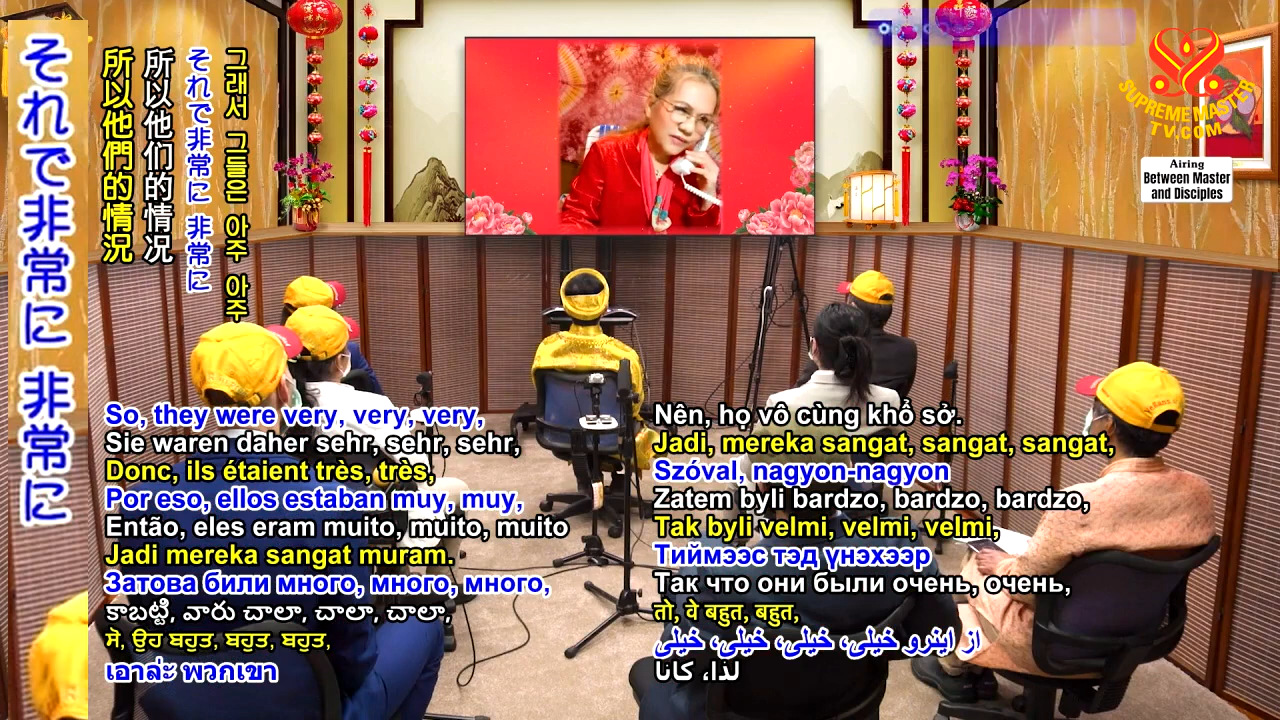 それで非常に 非常に
所以他們的情況
所以他们的情况
それで非常に 非常に
그래서 그들은 아주 아주
SUPREME MASTER
TV.COM
Airing
Between Master
and Disciples
So, they were very, very, very,
Sie waren daher sehr, sehr, sehr,
Donc, ils étaient très, très,
Por eso, ellos estaban muy, muy,
Então, eles eram muito, muito, muito
Jadi mereka sangat muram.
Затова били много, много, много,
కాబట్టి, వారు చాలా, చాలా, చాలా,
ਸੋ, ਉਹ ਬਹੁਤ, ਬਹੁਤ, ਬਹੁਤ,
เอาล่ะ พวกเขา
Nên, họ vô cùng khổ sở.
Jadi, mereka sangat, sangat, sangat,
Szóval, nagyon-nagyon
Zatem byli bardzo, bardzo, bardzo,
Tak byli velmi, velmi, velmi,
Тиймээс тэд үнэхээр
Так что они были очень, очень,
तो, वे बहुत, बहुत,
از اینرو خیلی، خیلی، خیلی، خیلی
لذا، كانا